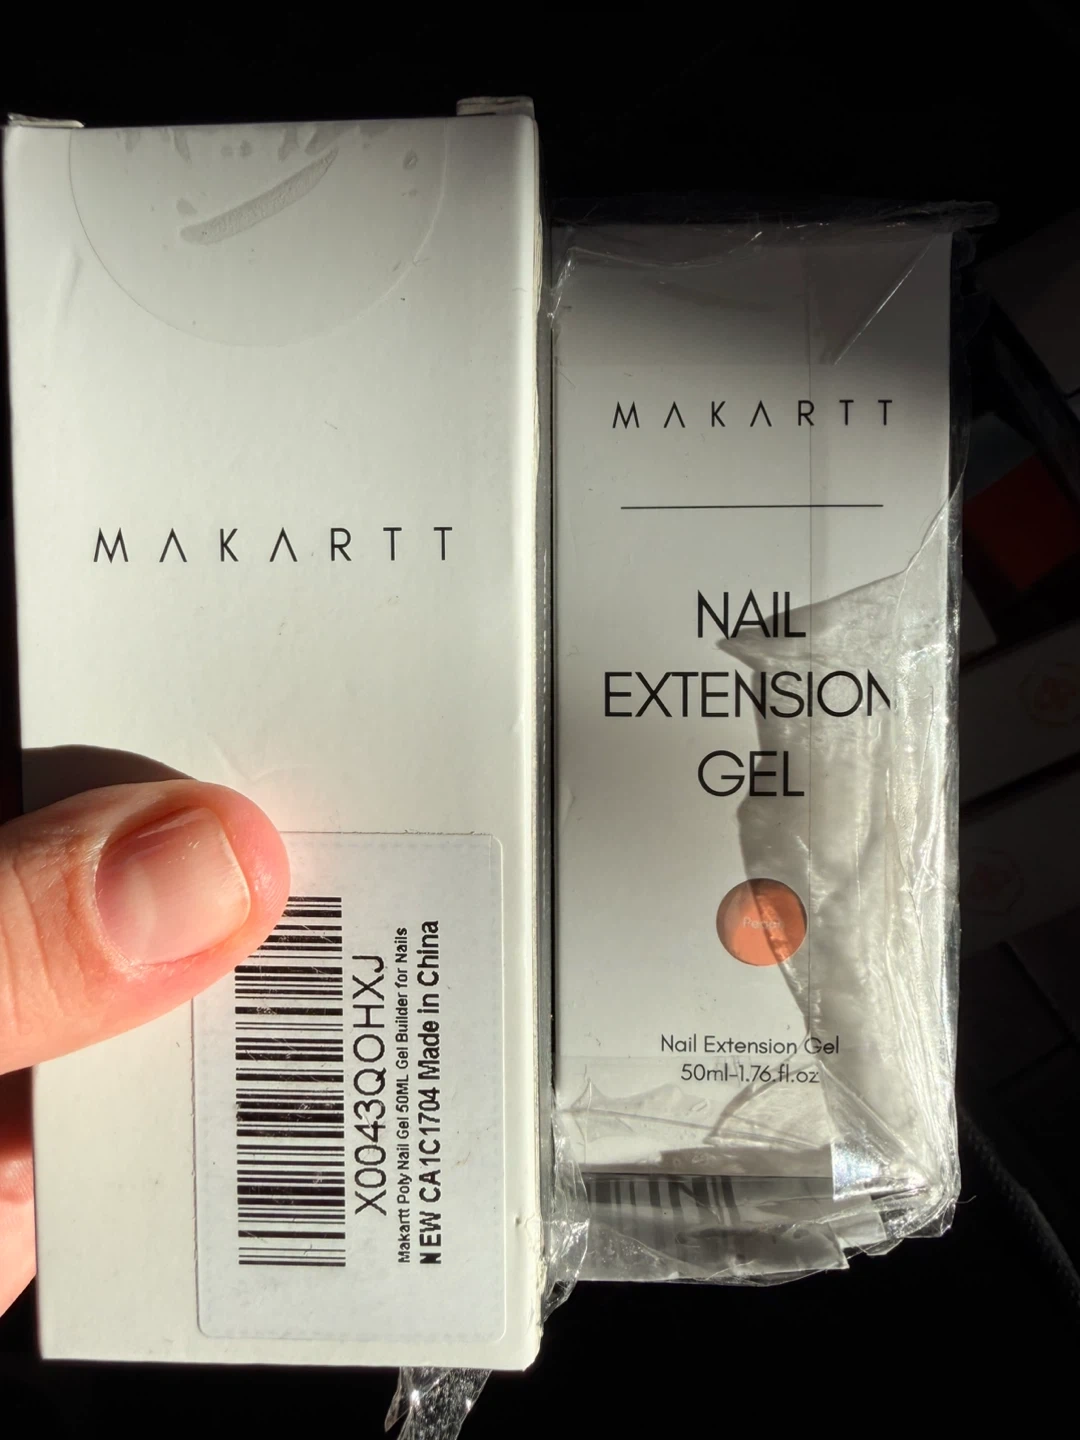 MAKARTT
X0043QOHXJ
Makartt Poly Nail Gel 50ML Gel Builder for Nails
NEW CA1C1704 Made in China
MAKARTT
NAIL
EXTENSION
GEL
Nail Extension Gel
50ml-1.76.fl.oz